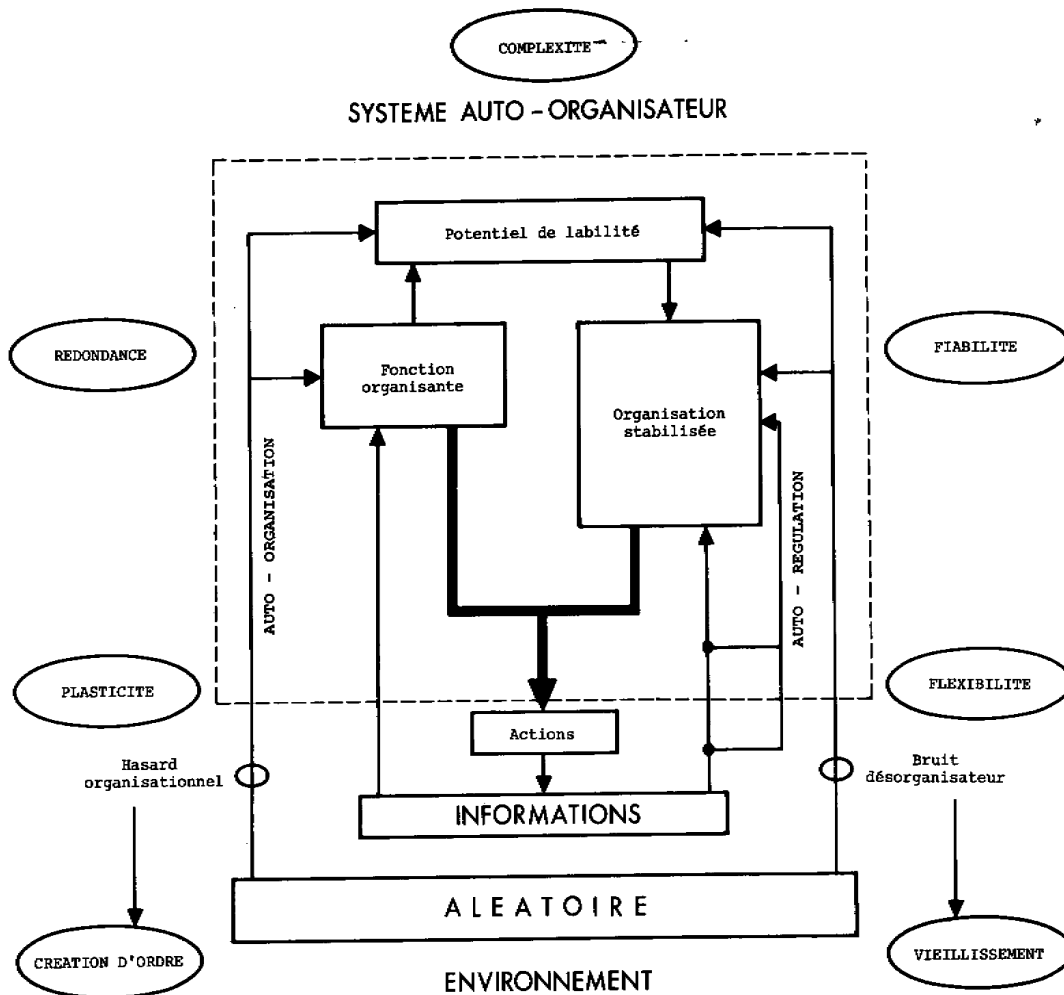 COMPLEXITE
SYSTEME AUTO - ORGANISATEUR
Potentiel de labilité
REDONDANCE
Fonction
organisante
Organisation
stabilisée
FIABILITE
AUTO - ORGANISATION
AUTO - REGULATION
PLASTICITE
FLEXIBILITE
Actions
Hasard
organisationnel
Bruit
désorganisateur
INFORMATIONS
ALEATOIRE
CREATION D'ORDRE
VIEILLISSEMENT
ENVIRONNEMENT